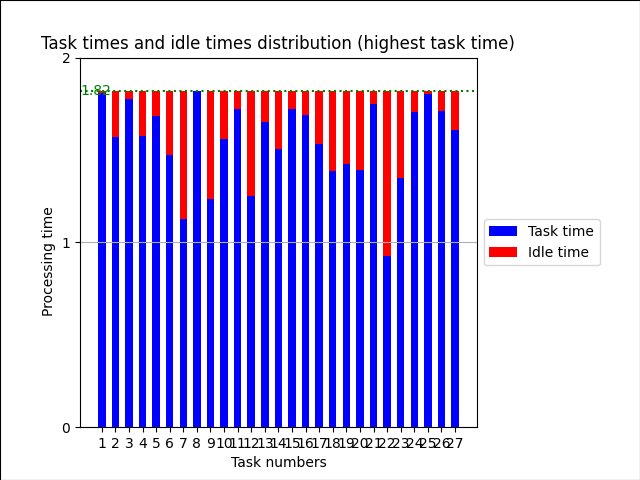 Task times and idle times distribution (highest task time)
2
1.82
1
0
Processing time
1 2 3 4 5 6 7 8 9 10 11 12 13 14 15 16 17 18 19 20 21 22 23 24 25 26 27
Task numbers
Task time
Idle time